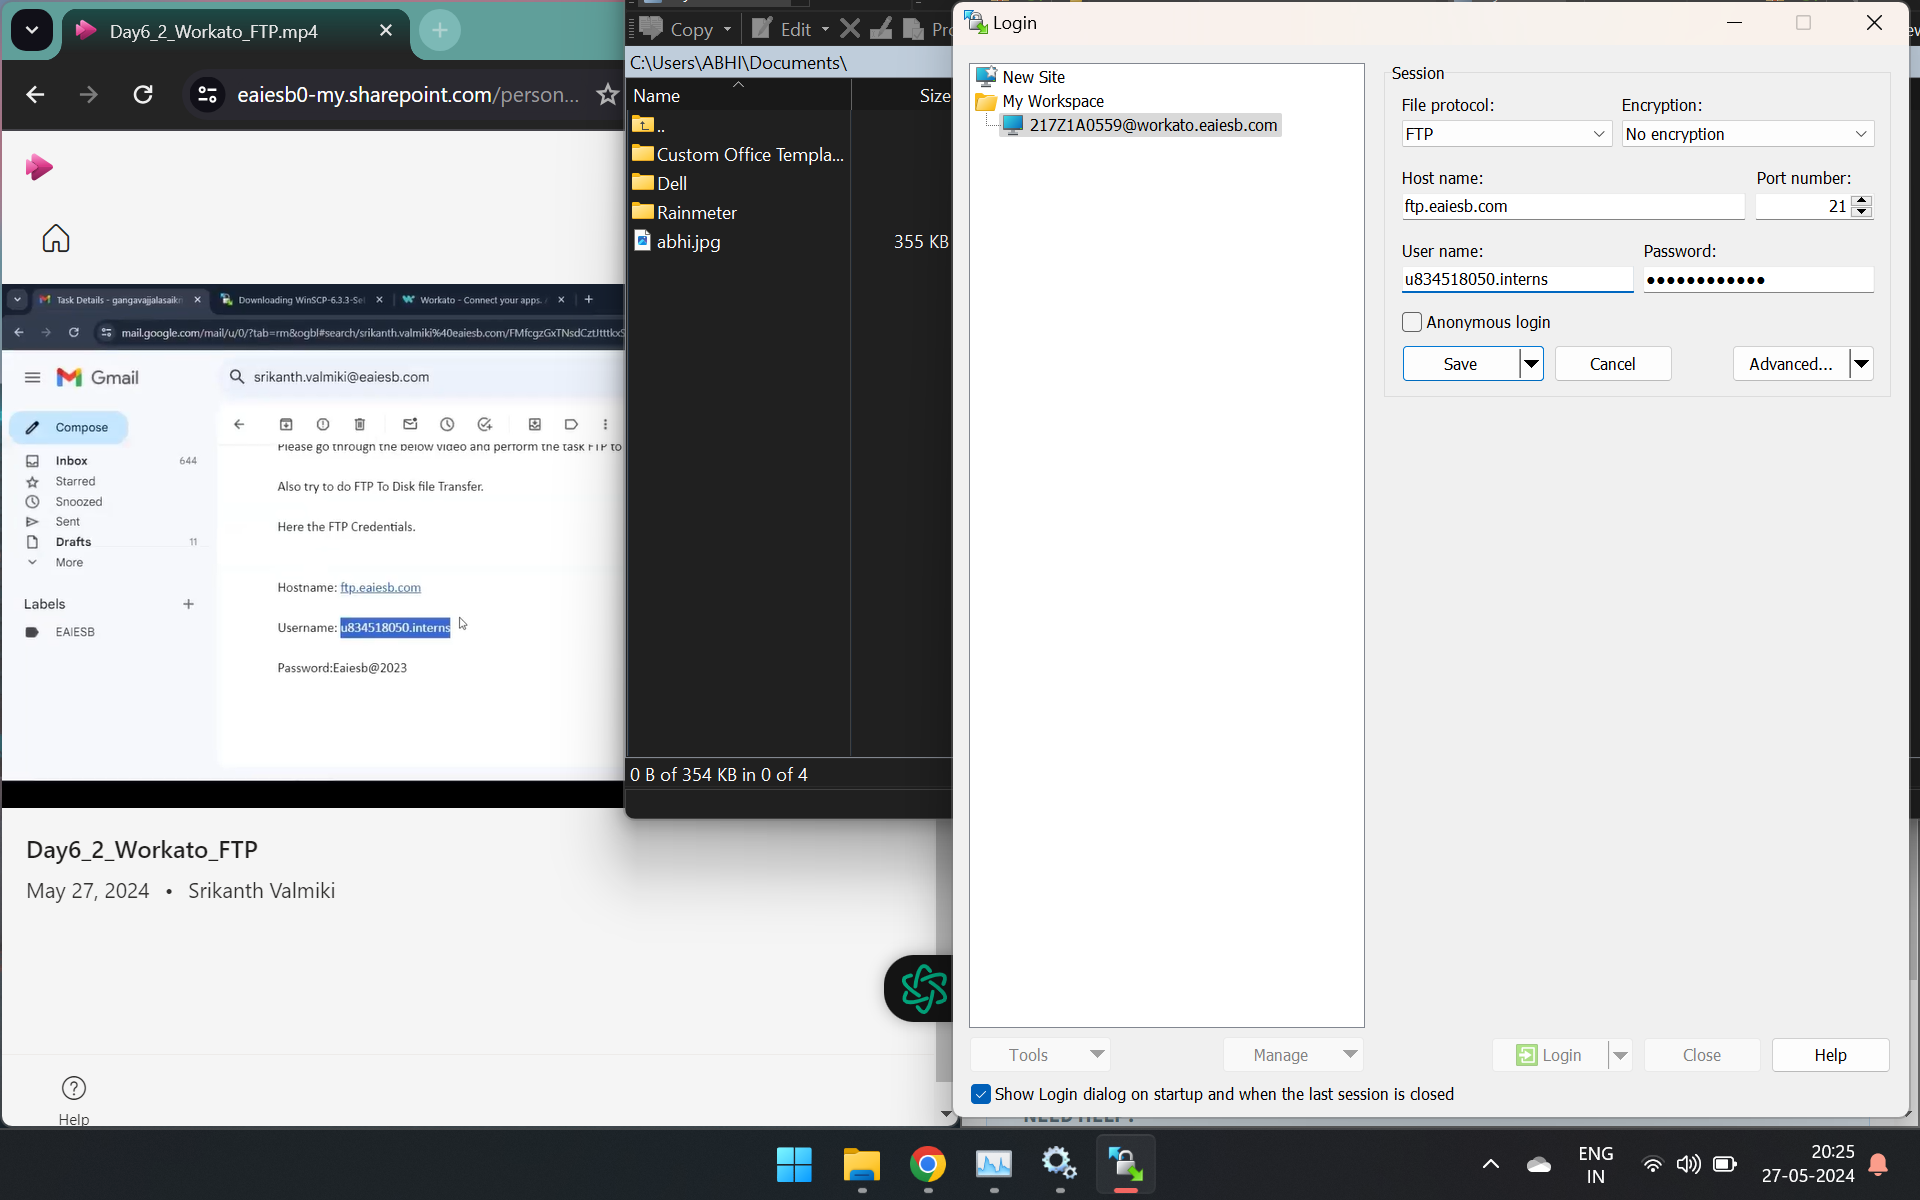 Day6_2_Workato_FTP.mp4
eaiesb0-my.sharepoint.com/person...
Task Details - gangavajjalasaikr
Downloading WinSCP-6.3.3-Se
Workato - Connect your apps.
mail.google.com/mail/u/0/?tab=rm&ogbl#search/srikanth.valmiki%40eaiesb.com/
Gmail
srikanth.valmiki@eaiesb.com
Compose
Inbox 644
Starred
Snoozed
Sent
Drafts 11
More
Labels
EAIESB
Please go through the below video and perform the task FTP to
Also try to do FTP To Disk file Transfer.
Here the FTP Credentials.
Hostname: ftp.eaiesb.com
Username: u834518050.interns
Password:Eaiesb@2023
Day6_2_Workato_FTP
May 27, 2024 • Srikanth Valmiki
Help
Copy
Edit
Pro
C:\Users\ABHI\Documents\
Name Size
..
Custom Office Templa...
Dell
Rainmeter
abhi.jpg 355 KB
0 B of 354 KB in 0 of 4
Login
New Site
My Workspace
217Z1A0559@workato.eaiesb.com
Session
File protocol: Encryption:
FTP No encryption
Host name: Port number:
ftp.eaiesb.com 21
User name: Password:
u834518050.interns ●●●●●●●●●●●●
Anonymous login
Save Cancel Advanced...
Tools Manage Login Close Help
Show Login dialog on startup and when the last session is closed
NEED HELP?
ENG
IN
20:25
27-05-2024